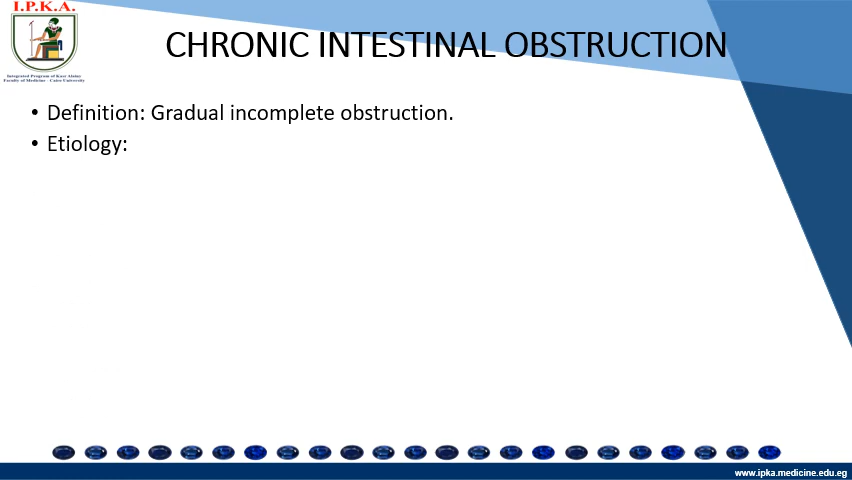 I.P.K.A.
Integrated Program of Kasr Alainy
Faculty of Medicine - Cairo University
CHRONIC INTESTINAL OBSTRUCTION
• Definition: Gradual incomplete obstruction.
• Etiology:
www.ipka.medicine.edu.eg